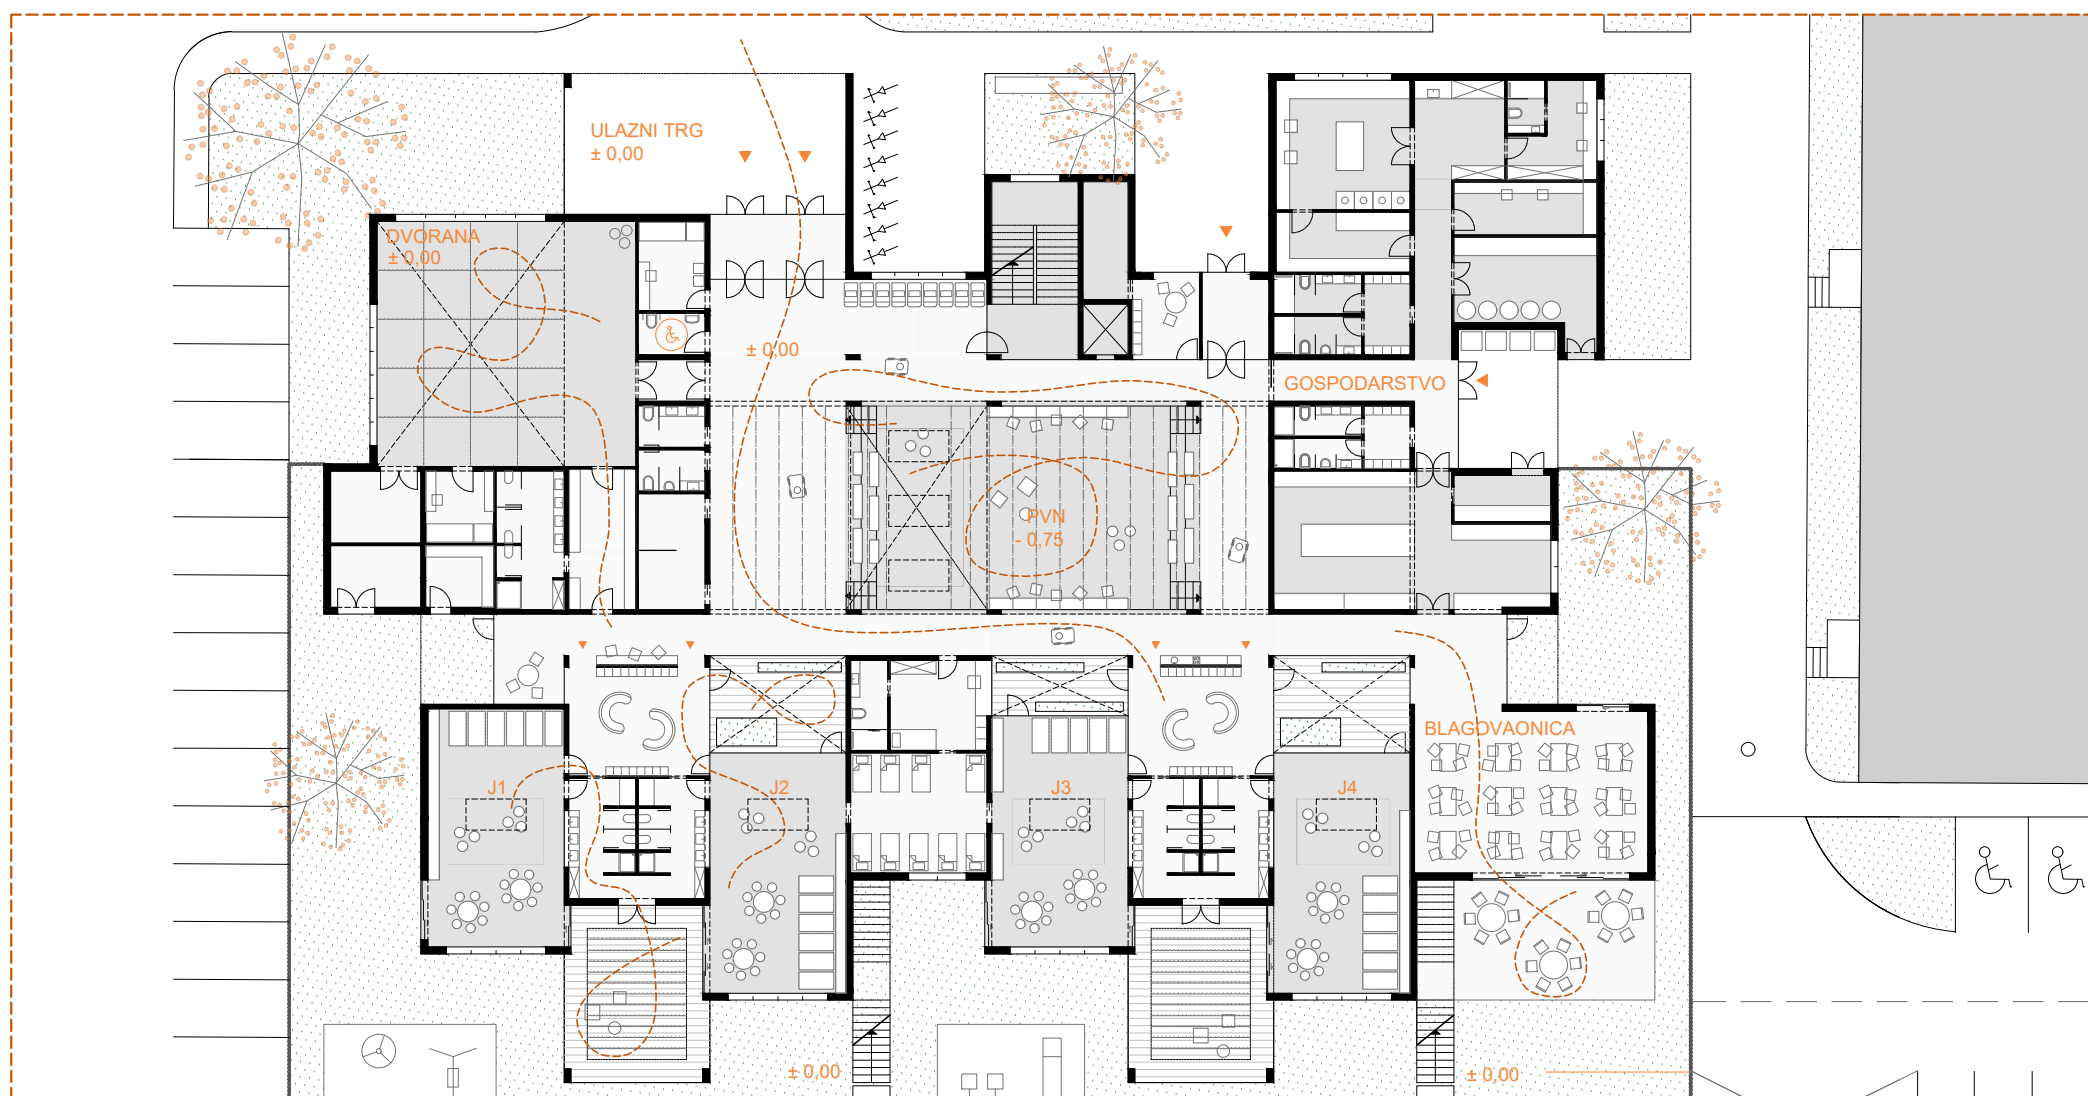 ULAZNI TRG
± 0,00
DVORANA
± 0,00
± 0,00
GOSPODARSTVO
PVN
- 0,75
BLAGOVAONICA
J1
J2
J3
J4
± 0,00
± 0,00